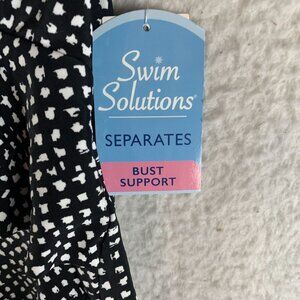 Swim
Solutions®
SEPARATES
BUST
SUPPORT